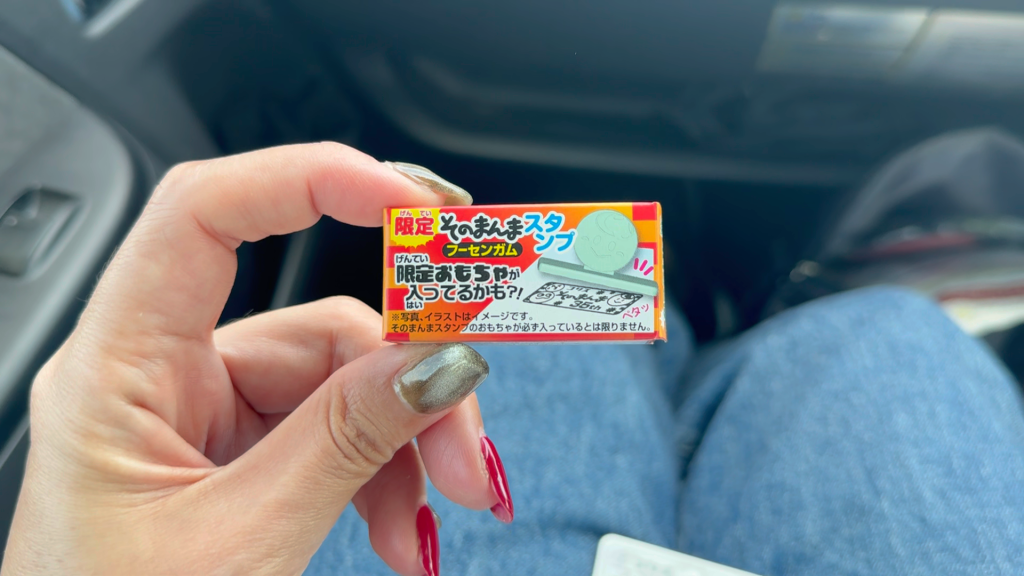 げんてい
限定 そのまんまスタンプ
フーセンガム
げんてい
限定おもちゃが
入ってるかも?!
はい
ペタッ
※写真、イラストはイメージです。
そのまんまスタンプのおもちゃが必ず入っているとは限りません。